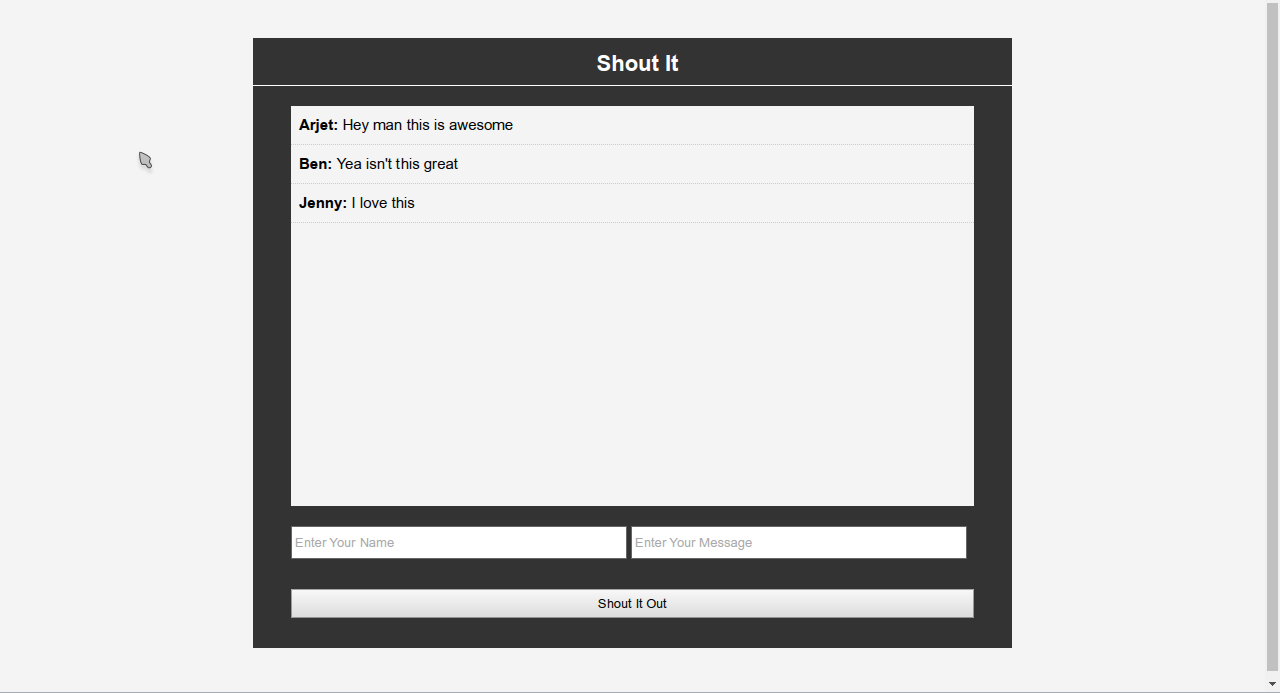 Shout It
Arjet: Hey man this is awesome
Ben: Yea isn't this great
Jenny: I love this
Enter Your Name
Enter Your Message
Shout It Out